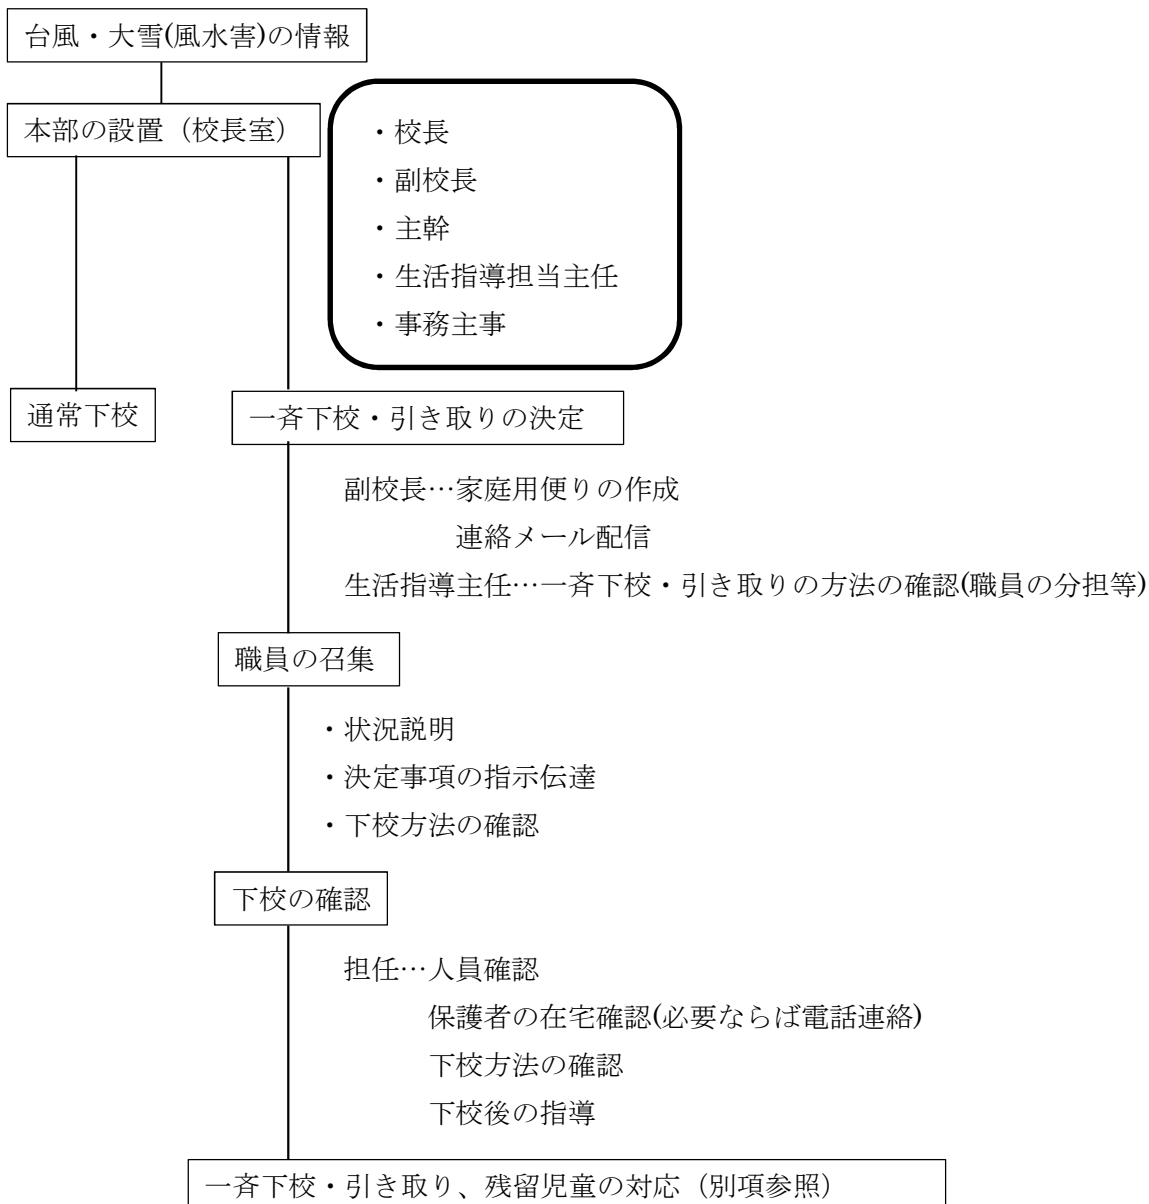 台風・大雪(風水害)の情報
本部の設置（校長室）
・校長
・副校長
・主幹
・生活指導担当主任
・事務主事
通常下校
一斉下校・引き取りの決定
副校長…家庭用便りの作成
連絡メール配信
生活指導主任…一斉下校・引き取りの方法の確認(職員の分担等)
職員の召集
・状況説明
・決定事項の指示伝達
・下校方法の確認
下校の確認
担任…人員確認
保護者の在宅確認(必要ならば電話連絡)
下校方法の確認
下校後の指導
一斉下校・引き取り、残留児童の対応（別項参照）